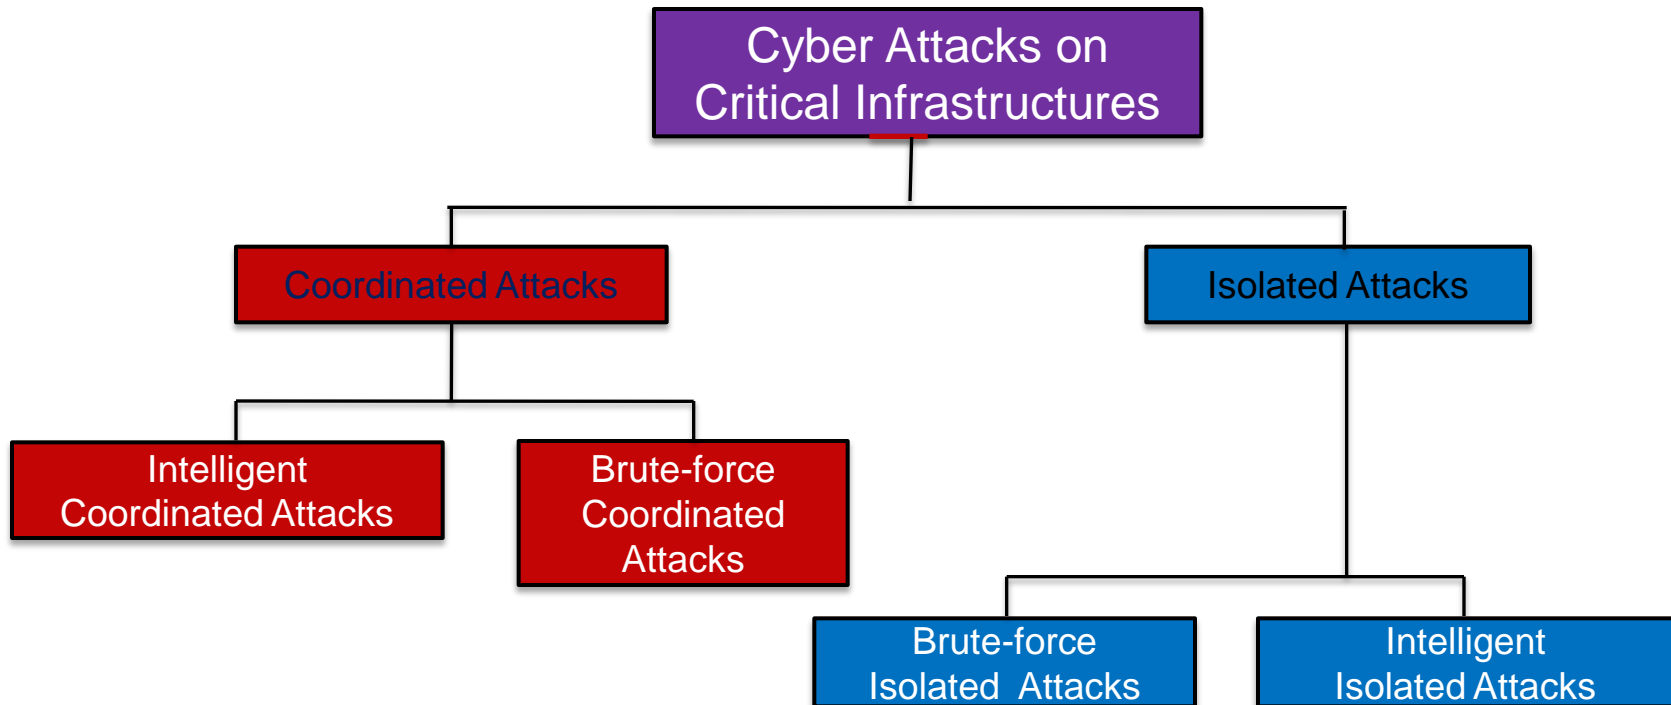 Cyber Attacks on
Critical Infrastructures
Coordinated Attacks
Isolated Attacks
Intelligent
Coordinated Attacks
Brute-force
Coordinated
Attacks
Brute-force
Isolated Attacks
Intelligent
Isolated Attacks